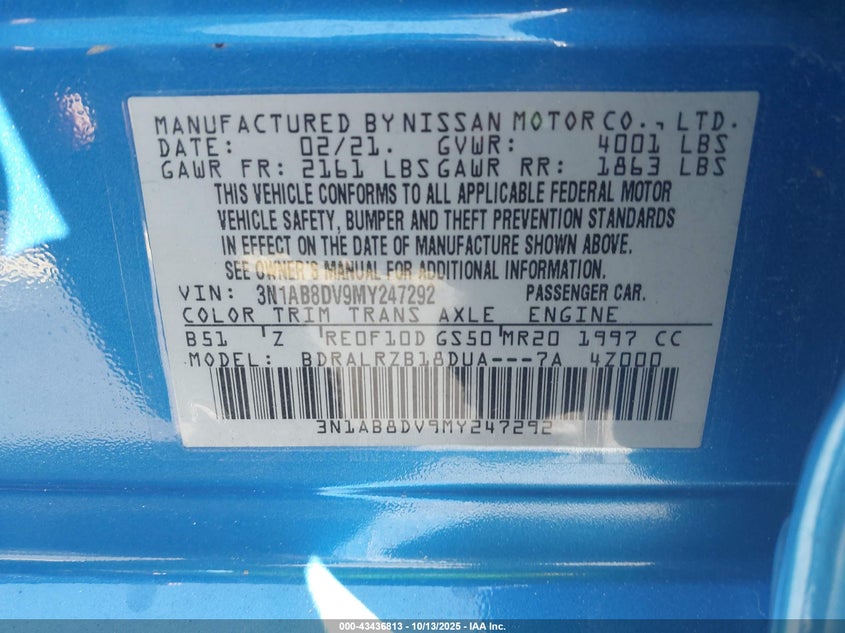 MANUFACTURED BY NISSAN MOTOR CO., LTD.
DATE: 02/21. GVWR: 4001 LBS
GAWR FR: 2161 LBS GAWR RR: 1863 LBS
THIS VEHICLE CONFORMS TO ALL APPLICABLE FEDERAL MOTOR
VEHICLE SAFETY, BUMPER AND THEFT PREVENTION STANDARDS
IN EFFECT ON THE DATE OF MANUFACTURE SHOWN ABOVE.
SEE OWNER'S MANUAL FOR ADDITIONAL INFORMATION.
VIN: 3N1AB8DV9MY247292 PASSENGER CAR.
COLOR TRIM TRANS AXLE ENGINE
B51 Z RE0F10D GS50 MR20 1997 CC
MODEL: BDRALRZB18DUA---7A 4Z000
3N1AB8DV9MY247292
000-43436813 - 10/13/2025 - IAA Inc.